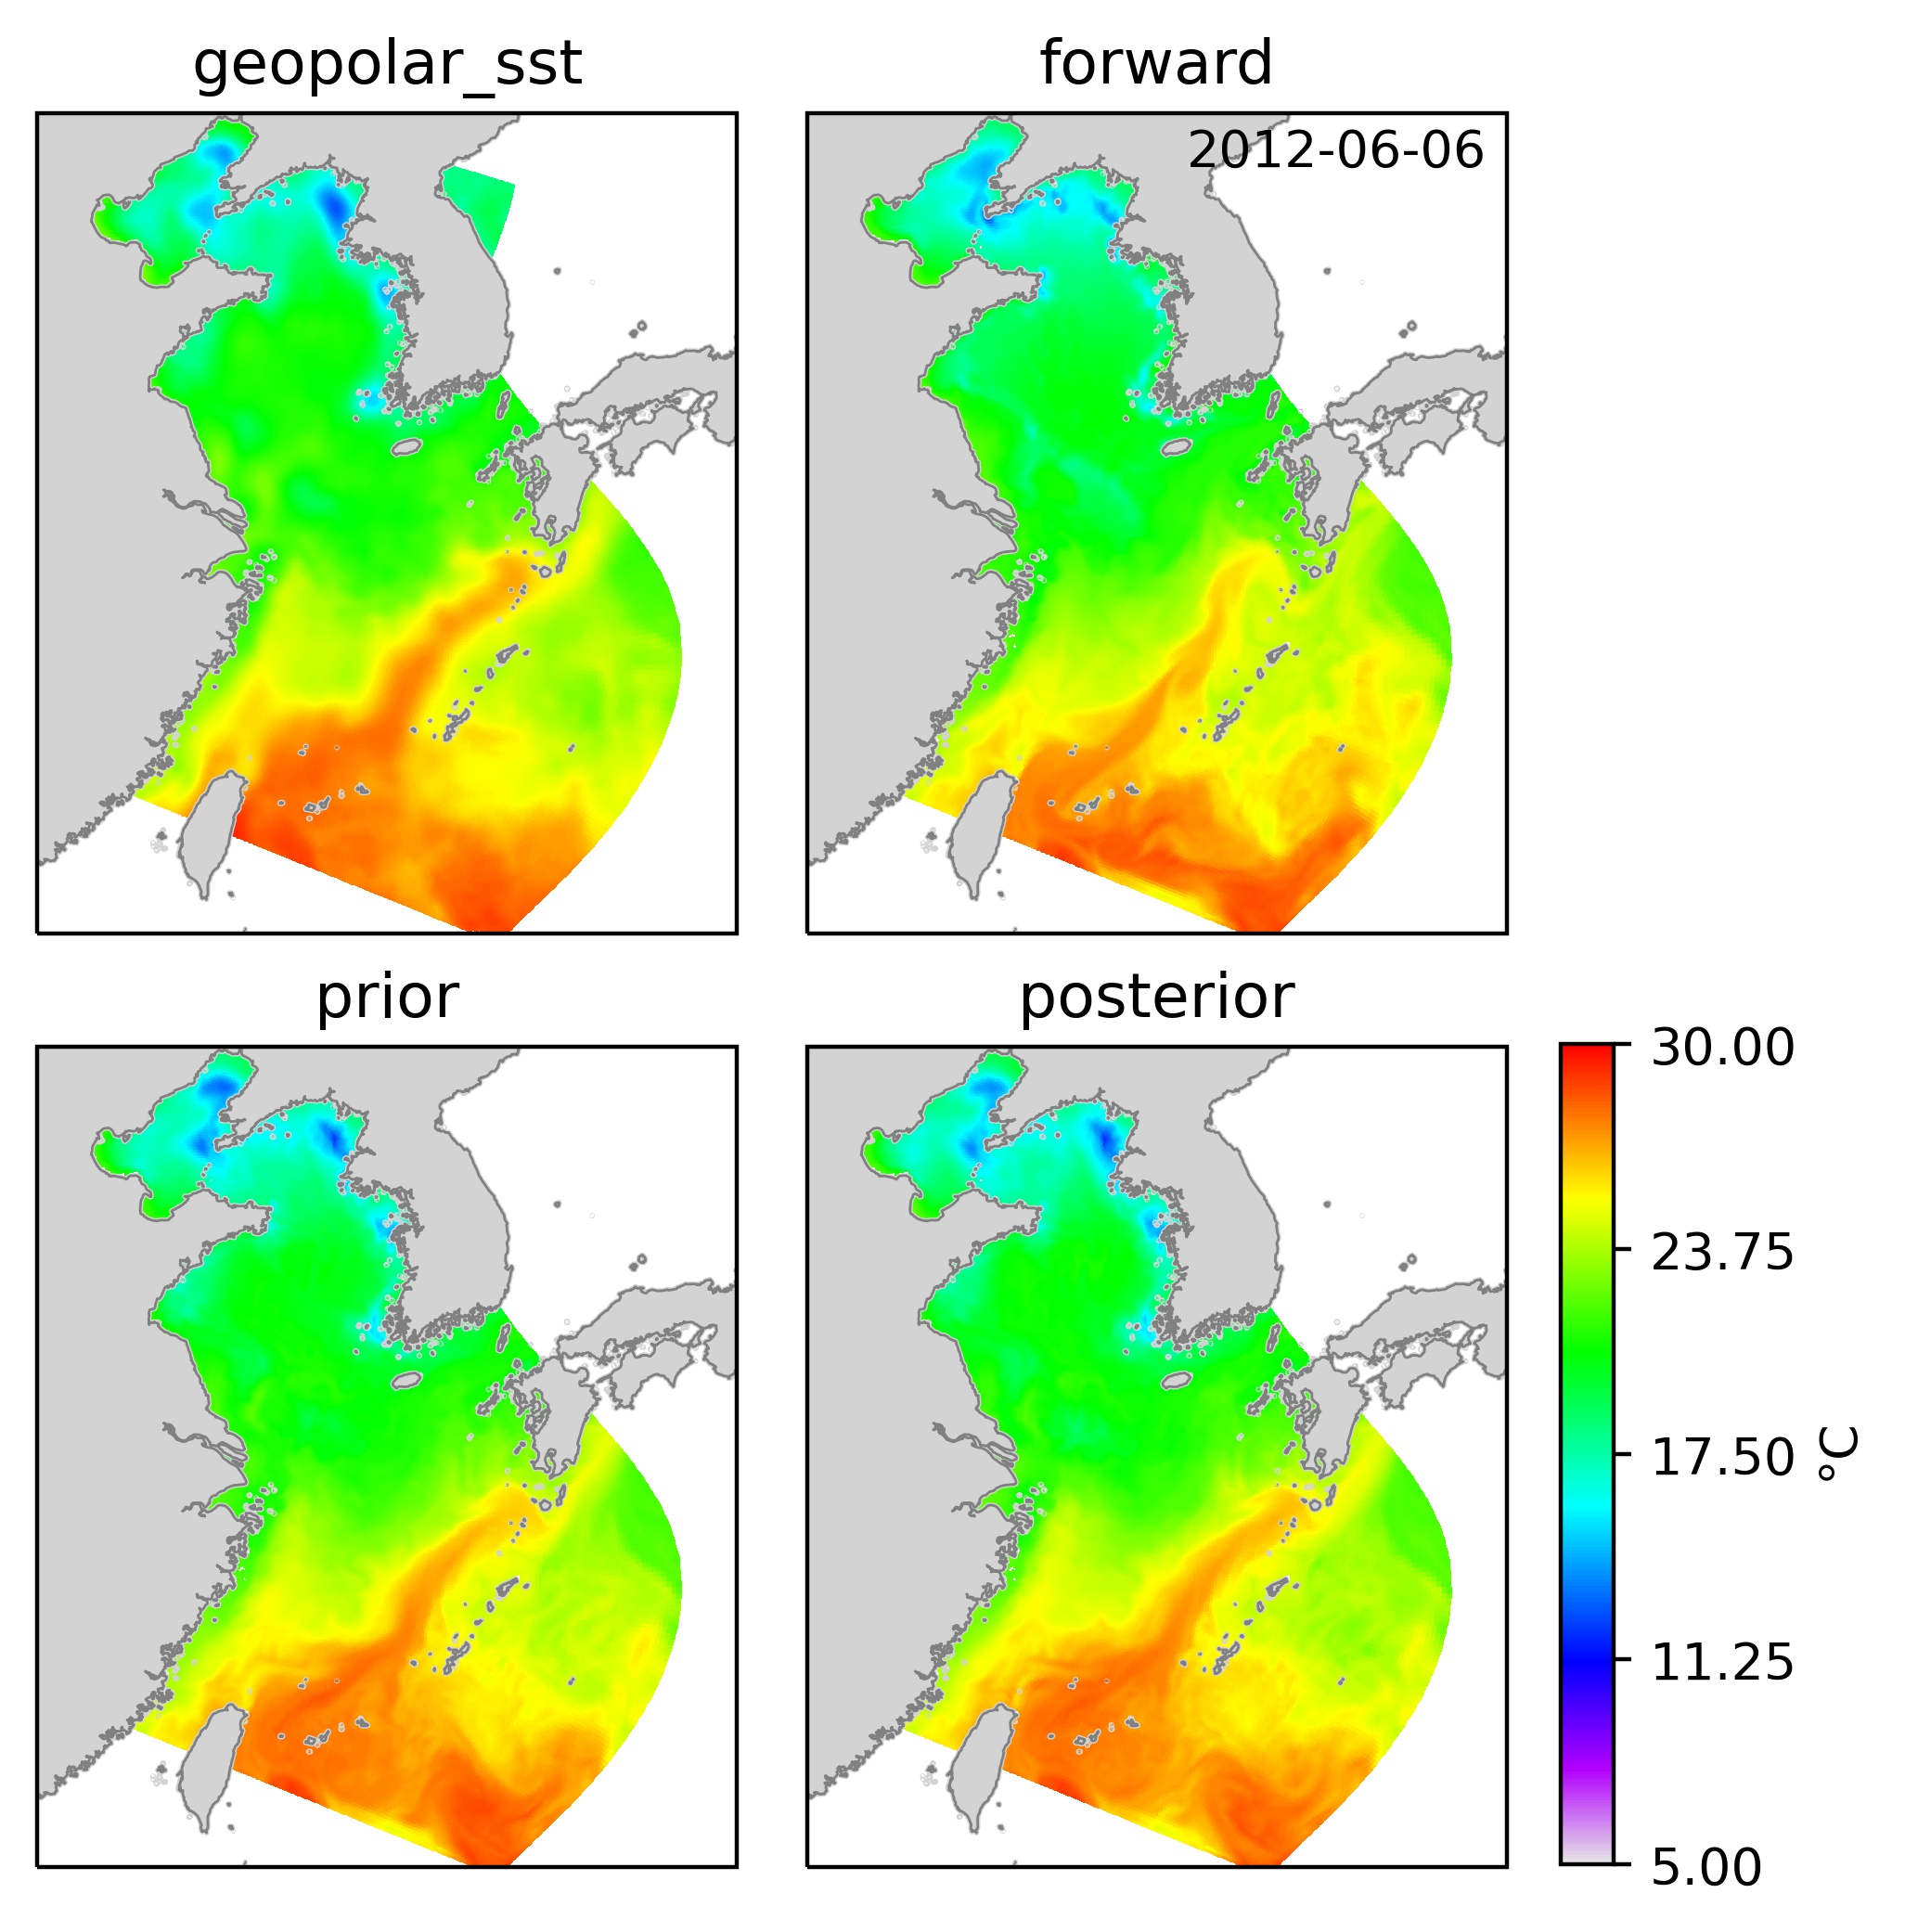 geopolar_sst
forward
2012-06-06
prior
posterior
30.00
23.75
17.50
11.25
5.00
°C